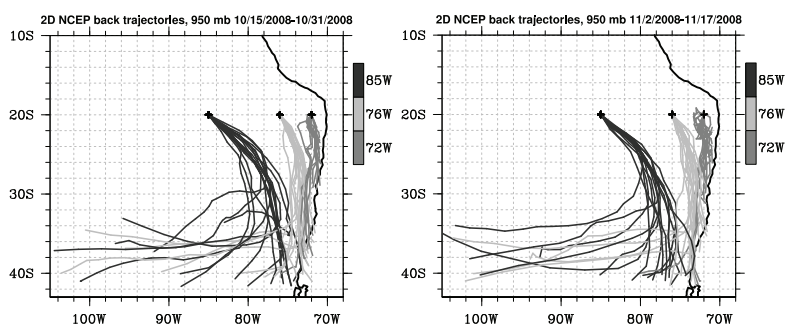 2D NCEP back trajectories, 950 mb 10/15/2008-10/31/2008
10S
20S
30S
40S
100W 90W 80W 70W
85W
76W
72W
2D NCEP back trajectories, 950 mb 11/2/2008-11/17/2008
10S
20S
30S
40S
100W 90W 80W 70W
85W
76W
72W